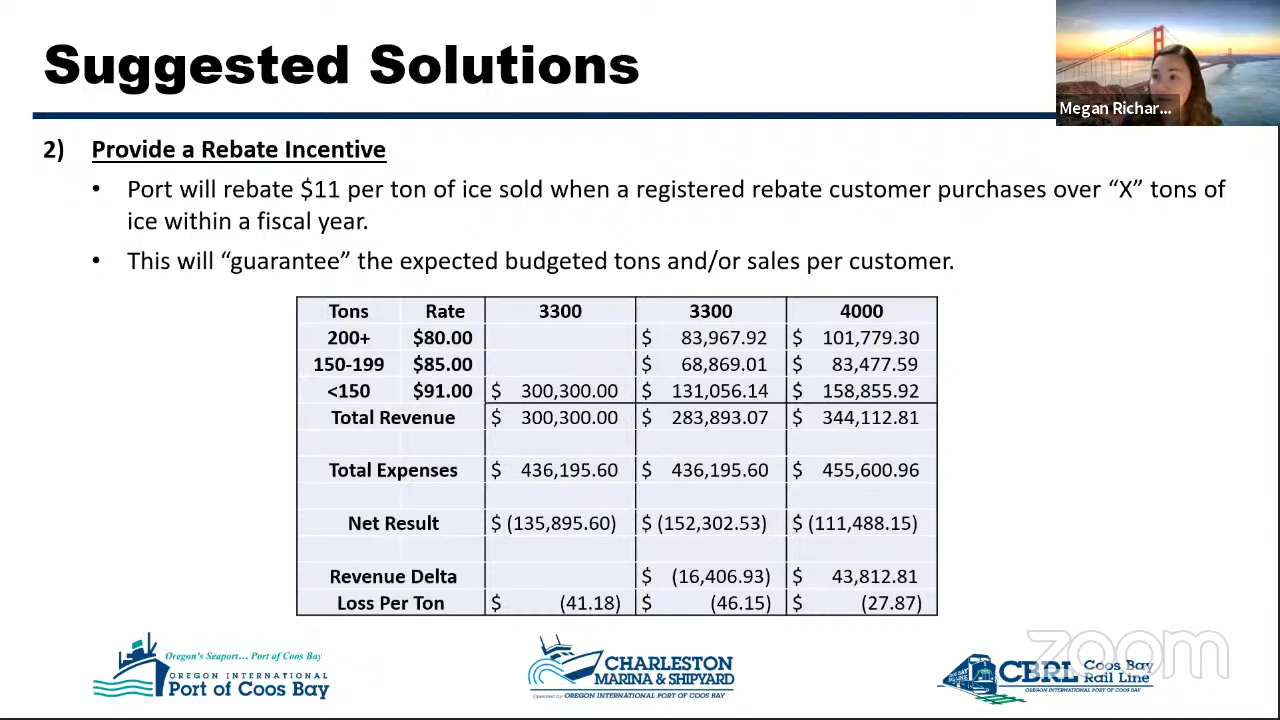 Suggested Solutions
Megan Richar...
2) Provide a Rebate Incentive
• Port will rebate $11 per ton of ice sold when a registered rebate customer purchases over “X” tons of
ice within a fiscal year.
• This will “guarantee” the expected budgeted tons and/or sales per customer.
Tons Rate 3300 3300 4000
200+ $80.00 $ 83,967.92 $ 101,779.30
150-199 $85.00 $ 68,869.01 $ 83,477.59
<150 $91.00 $ 300,300.00 $ 131,056.14 $ 158,855.92
Total Revenue $ 300,300.00 $ 283,893.07 $ 344,112.81
Total Expenses $ 436,195.60 $ 436,195.60 $ 455,600.96
Net Result $ (135,895.60) $ (152,302.53) $ (111,488.15)
Revenue Delta $ (16,406.93) $ 43,812.81
Loss Per Ton $ (41.18) $ (46.15) $ (27.87)
Oregon's Seaport... Port of Coos Bay
OREGON INTERNATIONAL
Port of Coos Bay
CHARLESTON
MARINA & SHIPYARD
Operated by OREGON INTERNATIONAL PORT OF COOS BAY
CBRL Coos Bay
Rail Line
OREGON INTERNATIONAL PORT OF COOS BAY
zoom